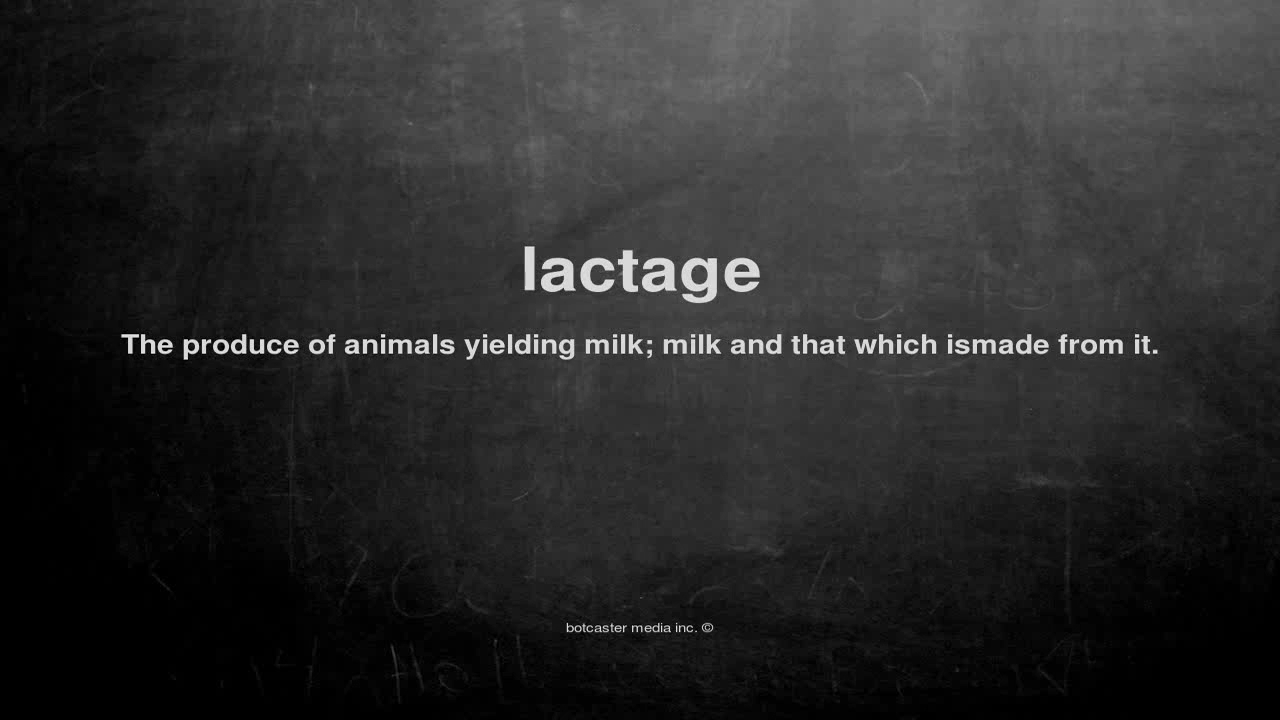 lactage
The produce of animals yielding milk; milk and that which ismade from it.
botcaster media inc. ©